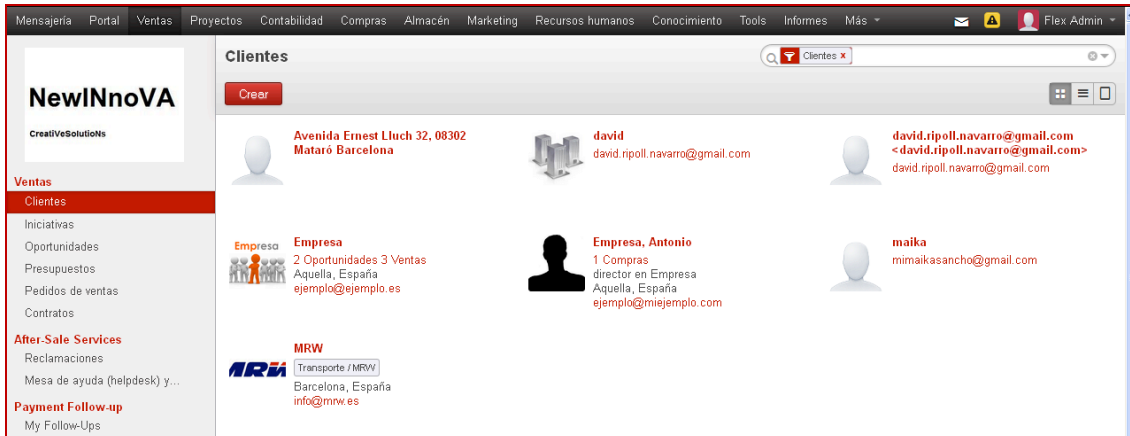 Mensajería Portal Ventas Proyectos Contabilidad Compras Almacén Marketing Recursos humanos Conocimiento Tools Informes Más Flex Admin
NewINnoVA
CreatiVeSolutioNs
Ventas
Clientes
Iniciativas
Oportunidades
Presupuestos
Pedidos de ventas
Contratos
After-Sale Services
Reclamaciones
Mesa de ayuda (helpdesk) y...
Payment Follow-up
My Follow-Ups
Clientes
Clientes x
Crear
Avenida Ernest Lluch 32, 08302
Mataró Barcelona
david
david.ripoll.navarro@gmail.com
david.ripoll.navarro@gmail.com
<david.ripoll.navarro@gmail.com>
david.ripoll.navarro@gmail.com
Empresa
Empresa
2 Oportunidades 3 Ventas
Aquella, España
ejemplo@ejemplo.es
Empresa, Antonio
1 Compras
director en Empresa
Aquella, España
ejemplo@miejemplo.com
maika
mimaikasancho@gmail.com
MRW
MRW
Transporte / MRW
Barcelona, España
info@mrw.es